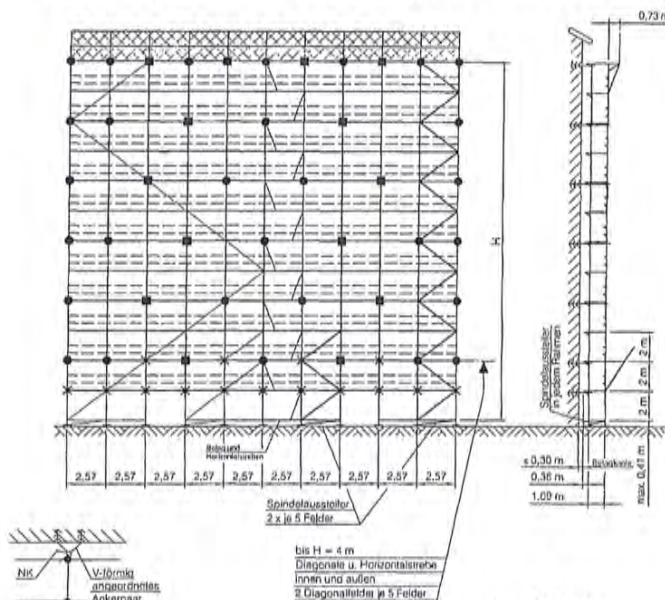 0,73 m
H
Spindelaussteifer
in jedem Rahmen
2 m
2 m
2 m
max. 0,41 m
≤ 0,30 m
0,36 m
1,09 m
Horizontalstreben
2,57 2,57 2,57 2,57 2,57 2,57 2,57 2,57 2,57 2,57
Spindelaussteifer
2 x je 5 Felder
bis H = 4 m
Diagonale u. Horizontalstrebe
innen und außen
2 Diagonalfelder je 5 Felder
NK
V-förmig
angeordnetes
Ankerpaar